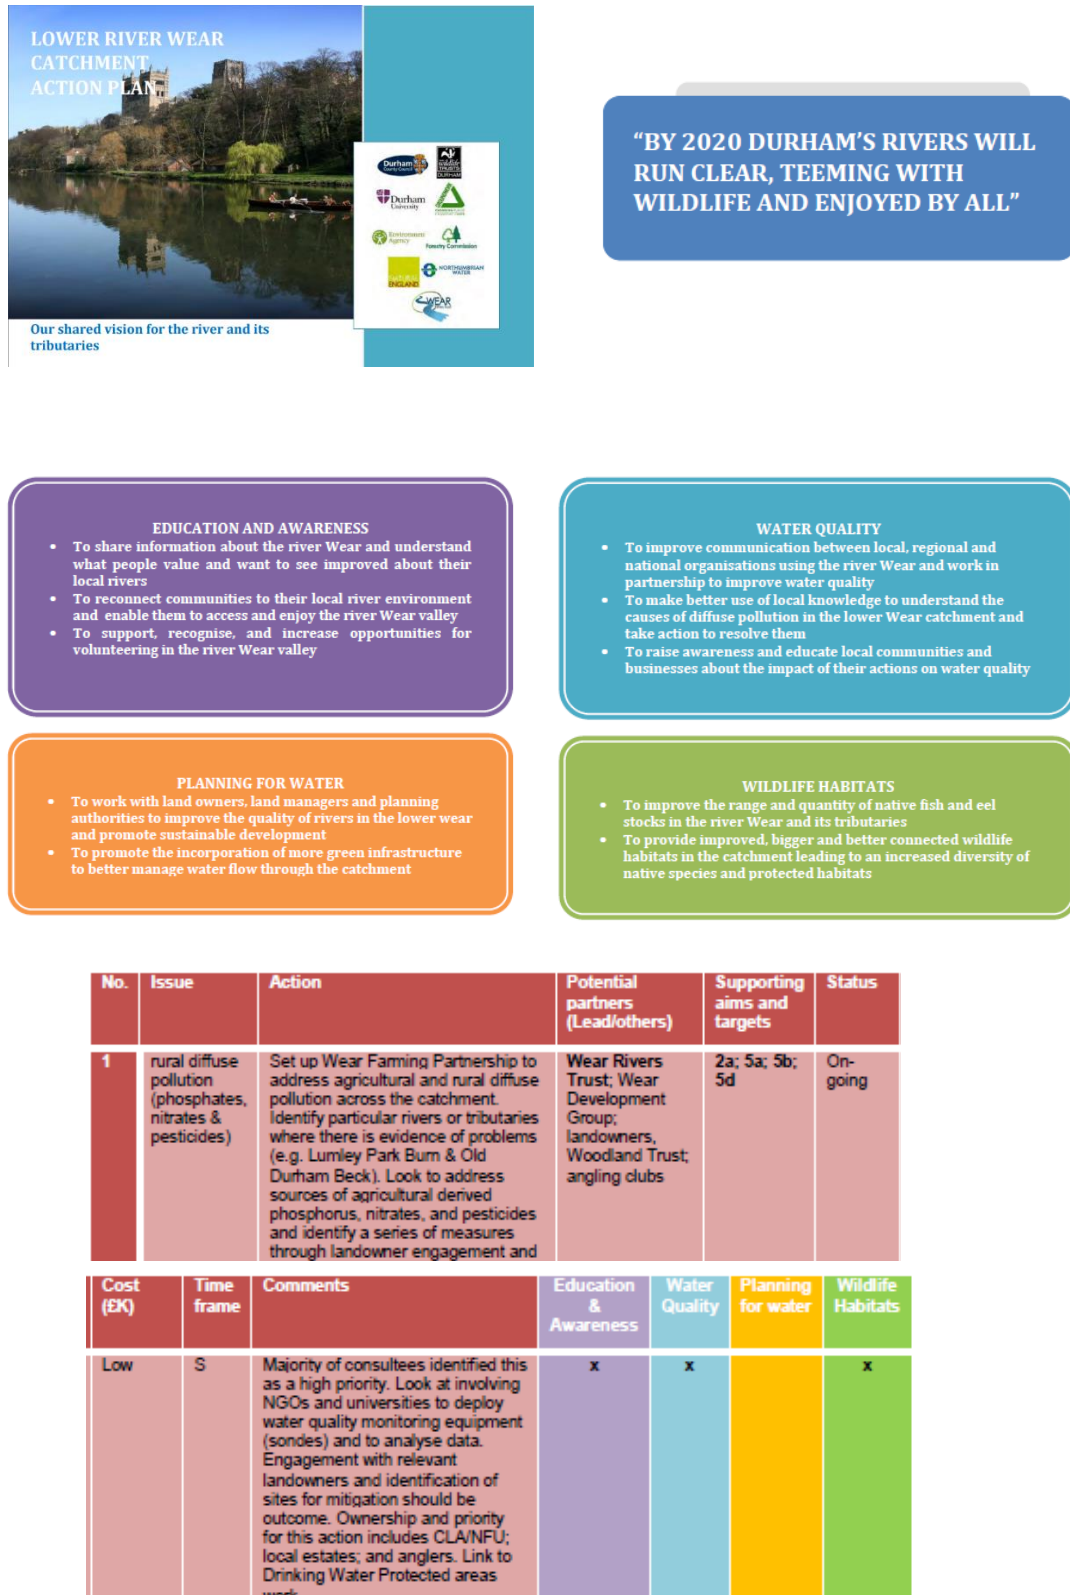 LOWER RIVER WEAR
CATCHMENT
ACTION PLAN
Durham
County Council
wildlife
TRUSTS
DURHAM
Durham
University
Environment
Agency
Forestry Commission
NATURAL
ENGLAND
NORTHUMBRIAN
WATER
WEAR
Our shared vision for the river and its
tributaries
“BY 2020 DURHAM’S RIVERS WILL
RUN CLEAR, TEEMING WITH
WILDLIFE AND ENJOYED BY ALL”
EDUCATION AND AWARENESS
• To share information about the river Wear and understand
what people value and want to see improved about their
local rivers
• To reconnect communities to their local river environment
and enable them to access and enjoy the river Wear valley
• To support, recognise, and increase opportunities for
volunteering in the river Wear valley
WATER QUALITY
• To improve communication between local, regional and
national organisations using the river Wear and work in
partnership to improve water quality
• To make better use of local knowledge to understand the
causes of diffuse pollution in the lower Wear catchment and
take action to resolve them
• To raise awareness and educate local communities and
businesses about the impact of their actions on water quality
PLANNING FOR WATER
• To work with land owners, land managers and planning
authorities to improve the quality of rivers in the lower wear
and promote sustainable development
• To promote the incorporation of more green infrastructure
to better manage water flow through the catchment
WILDLIFE HABITATS
• To improve the range and quantity of native fish and eel
stocks in the river Wear and its tributaries
• To provide improved, bigger and better connected wildlife
habitats in the catchment leading to an increased diversity of
native species and protected habitats
No.
Issue
Action
Potential
partners
(Lead/others)
Supporting
aims and
targets
Status
1
rural diffuse
pollution
(phosphates,
nitrates &
pesticides)
Set up Wear Farming Partnership to
address agricultural and rural diffuse
pollution across the catchment.
Identify particular rivers or tributaries
where there is evidence of problems
(e.g. Lumley Park Burn & Old
Durham Beck). Look to address
sources of agricultural derived
phosphorus, nitrates, and pesticides
and identify a series of measures
through landowner engagement and
Wear Rivers
Trust; Wear
Development
Group;
landowners,
Woodland Trust;
angling clubs
2a; 5a; 5b;
5d
On-
going
Cost
(£K)
Time
frame
Comments
Education
&
Awareness
Water
Quality
Planning
for water
Wildlife
Habitats
Low
S
Majority of consultees identified this
as a high priority. Look at involving
NGOs and universities to deploy
water quality monitoring equipment
(sondes) and to analyse data.
Engagement with relevant
landowners and identification of
sites for mitigation should be
outcome. Ownership and priority
for this action includes CLA/NFU;
local estates; and anglers. Link to
Drinking Water Protected areas
work
x
x
x